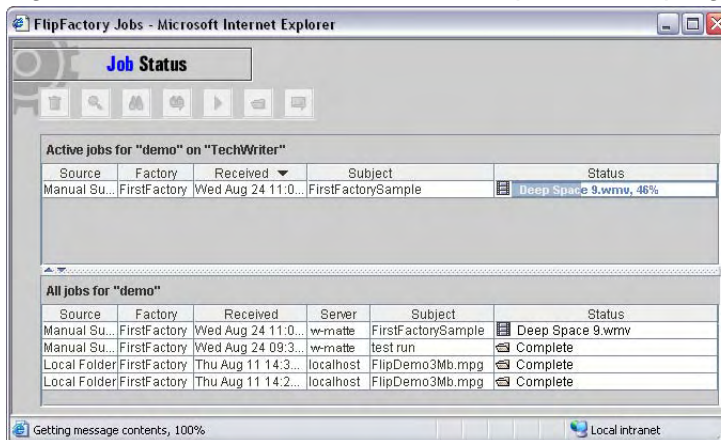 FlipFactory Jobs - Microsoft Internet Explorer
Job Status
Active jobs for "demo" on "TechWriter"
Source Factory Received Subject Status
Manual Su... FirstFactory Wed Aug 24 11:0... FirstFactorySample Deep Space 9.wmv, 46%
All jobs for "demo"
Source Factory Received Server Subject Status
Manual Su... FirstFactory Wed Aug 24 11:0... w-matte FirstFactorySample Deep Space 9.wmv
Manual Su... FirstFactory Wed Aug 24 09:3... w-matte test run Complete
Local Folder FirstFactory Thu Aug 11 14:3... localhost FlipDemo3Mb.mpg Complete
Local Folder FirstFactory Thu Aug 11 14:2... localhost FlipDemo3Mb.mpg Complete
Getting message contents, 100% Local intranet